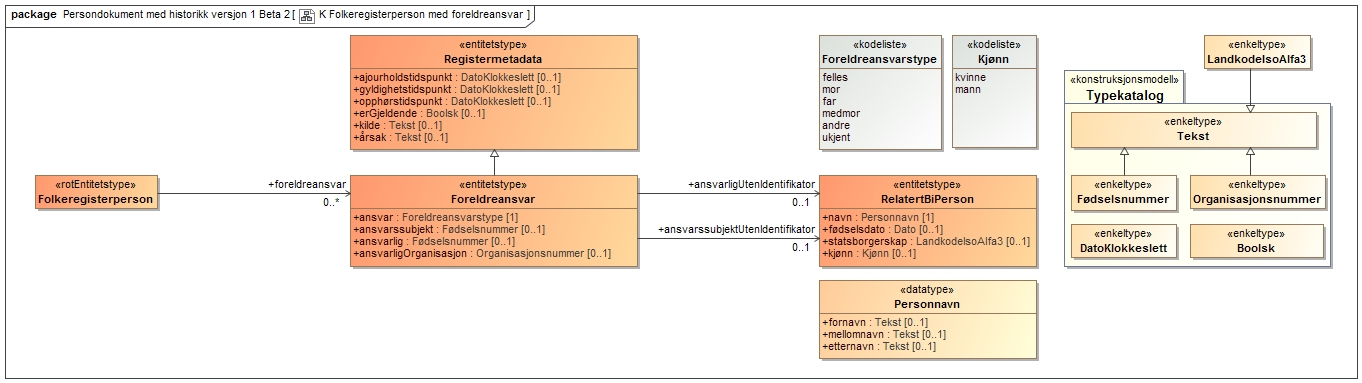 package Persondokument med historikk versjon 1 Beta 2 [ K Folkeregisterperson med foreldreansvar ]
«entitetstype»
Registermetadata
+ajourholdstidspunkt : DatoKlokkeslett [0..1]
+gyldighetstidspunkt : DatoKlokkeslett [0..1]
+opphørstidspunkt : DatoKlokkeslett [0..1]
+erGjeldende : Boolsk [0..1]
+kilde : Tekst [0..1]
+årsak : Tekst [0..1]
«kodeliste»
Foreldreansvarstype
felles
mor
far
medmor
andre
ukjent
«kodeliste»
Kjønn
kvinne
mann
«enkeltype»
LandkodeIsoAlfa3
«konstruksjonsmodell»
Typekatalog
«enkeltype»
Tekst
«enkeltype»
Fødselsnummer
«enkeltype»
Organisasjonsnummer
«enkeltype»
DatoKlokkeslett
«enkeltype»
Boolsk
«rotEntitetstype»
Folkeregisterperson
+foreldreansvar
0..*
«entitetstype»
Foreldreansvar
+ansvar : Foreldreansvarstype [1]
+ansvarssubjekt : Fødselsnummer [0..1]
+ansvarlig : Fødselsnummer [0..1]
+ansvarligOrganisasjon : Organisasjonsnummer [0..1]
+ansvarligUtenIdentifikator
0..1
+ansvarssubjektUtenIdentifikator
0..1
«entitetstype»
RelatertBiPerson
+navn : Personnavn [1]
+fødselsdato : Dato [0..1]
+statsborgerskap : LandkodeIsoAlfa3 [0..1]
+kjønn : Kjønn [0..1]
«datatype»
Personnavn
+fornavn : Tekst [0..1]
+mellomnavn : Tekst [0..1]
+etternavn : Tekst [0..1]